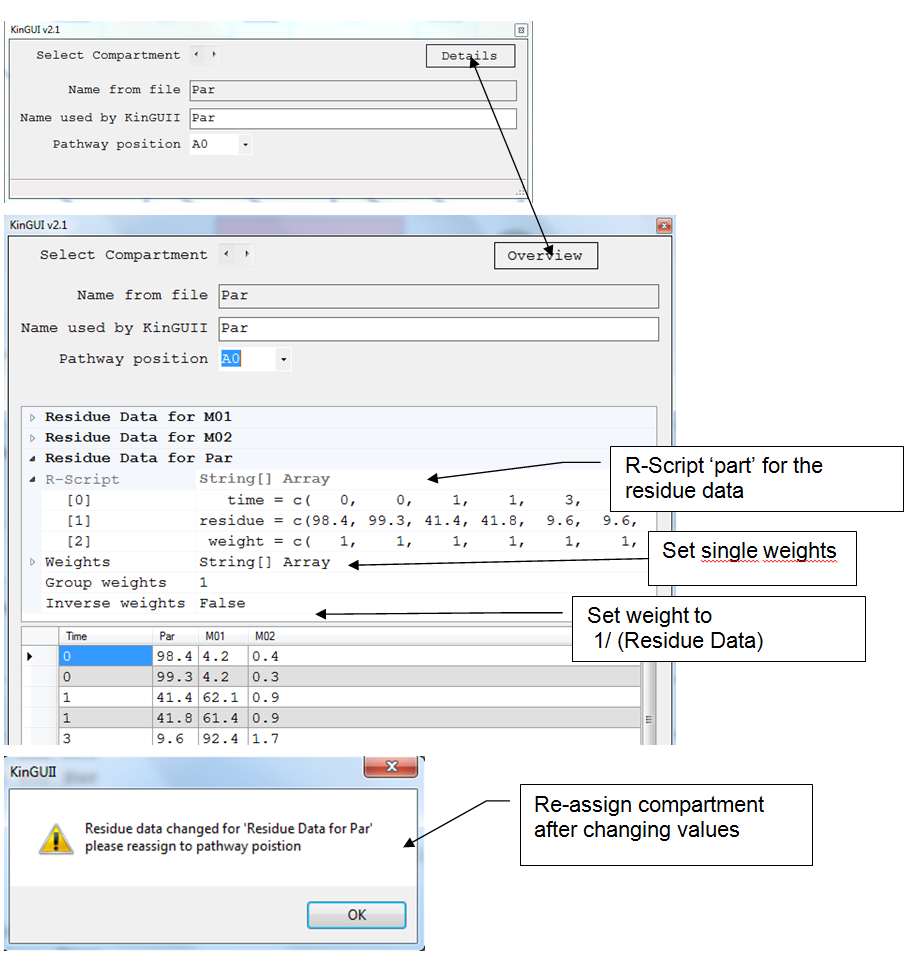 KinGUI v2.1
Select Compartment
Details
Name from file Par
Name used by KinGUII Par
Pathway position A0
KinGUI v2.1
Select Compartment
Overview
Name from file Par
Name used by KinGUII Par
Pathway position A0
Residue Data for M01
Residue Data for M02
Residue Data for Par
R-Script String[] Array
[0] time = c( 0, 0, 1, 1, 3,
[1] residue = c(98.4, 99.3, 41.4, 41.8, 9.6, 9.6,
[2] weight = c( 1, 1, 1, 1, 1, 1,
Weights String[] Array
Group weights 1
Inverse weights False
R-Script ‘part’ for the
residue data
Set single weights
Set weight to
1/ (Residue Data)
Time Par M01 M02
0 98.4 4.2 0.4
0 99.3 4.2 0.3
1 41.4 62.1 0.9
1 41.8 61.4 0.9
3 9.6 92.4 1.7
KinGUII
Residue data changed for 'Residue Data for Par'
please reassign to pathway poistion
OK
Re-assign compartment
after changing values